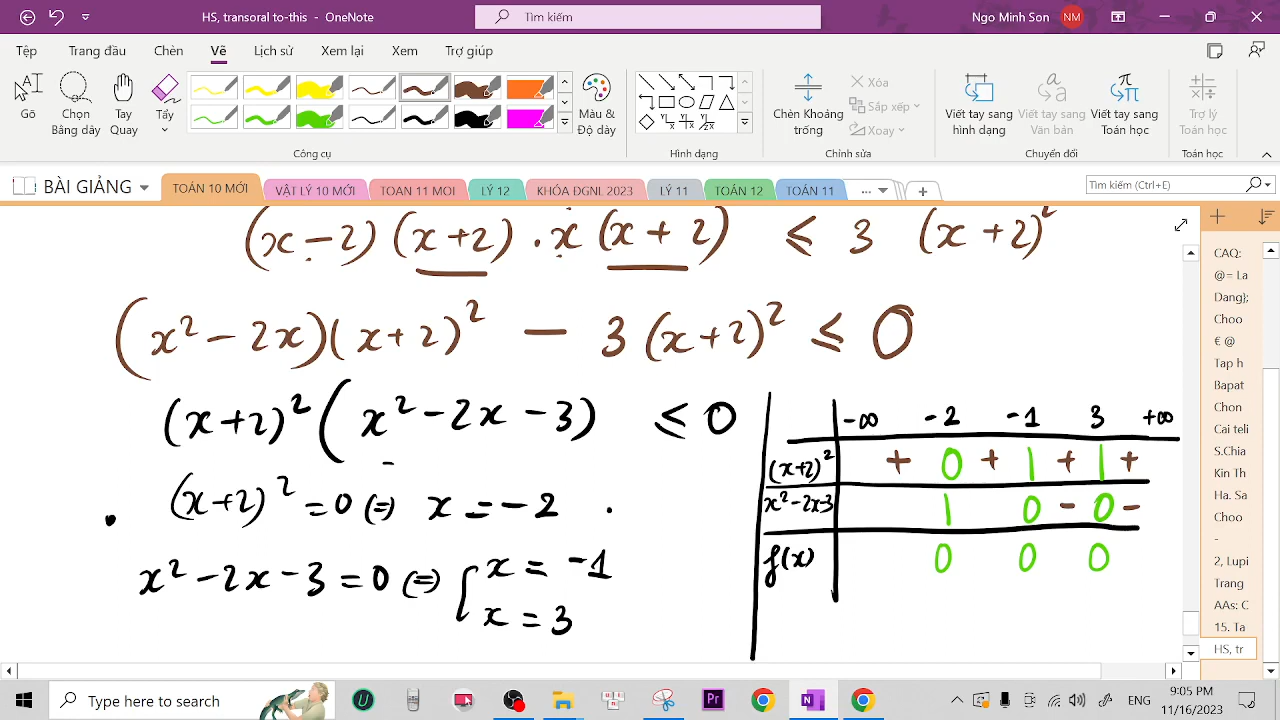 HS, transoral to-this - OneNote
Tìm kiếm
Ngo Minh Son
NM
Tệp
Trang đầu
Chèn
Vẽ
Lịch sử
Xem lại
Xem
Trợ giúp
Gõ
Chọn Bằng dây
Tay Quay
Tẩy
Màu & Độ dày
Công cụ
Hình dạng
Chèn Khoảng trống
Xóa
Sắp xếp
Xoay
Chỉnh sửa
Viết tay sang hình dạng
Viết tay sang Văn bản
Viết tay sang Toán học
Chuyển đổi
Trợ lý Toán học
Toán học
BÀI GIẢNG
TOÁN 10 MỚI
VẬT LÝ 10 MỚI
TOAN 11 MOI
LÝ 12
KHÓA ĐGNL 2023
LÝ 11
TOÁN 12
TOÁN 11
...
Tìm kiếm (Ctrl+E)
(x-2)(x+2).x(x+2) ≤ 3 (x+2)²
(x²-2x)(x+2)² - 3(x+2)² ≤ 0
(x+2)²(x²-2x-3) ≤ 0
(x+2)² = 0 (=) x = -2 .
x²-2x-3 = 0 (=) [ x = -1
x = 3
-∞ -2 -1 3 +∞
(x+2)² + 0 + | + | +
x²-2x-3 | 0 - 0 -
f(x) 0 0 0
CAQ:
@= La
Dang);
Choo
€ @
Tap h
Bapat
Chon
Cai teli
S.Chia
Kin Th
Ha. Sa
Choo
-
2, Lupi
Trang
AAs; C
15. Ta
HS, tr
Type here to search
Pr
N
ENG
9:05 PM
11/16/2023